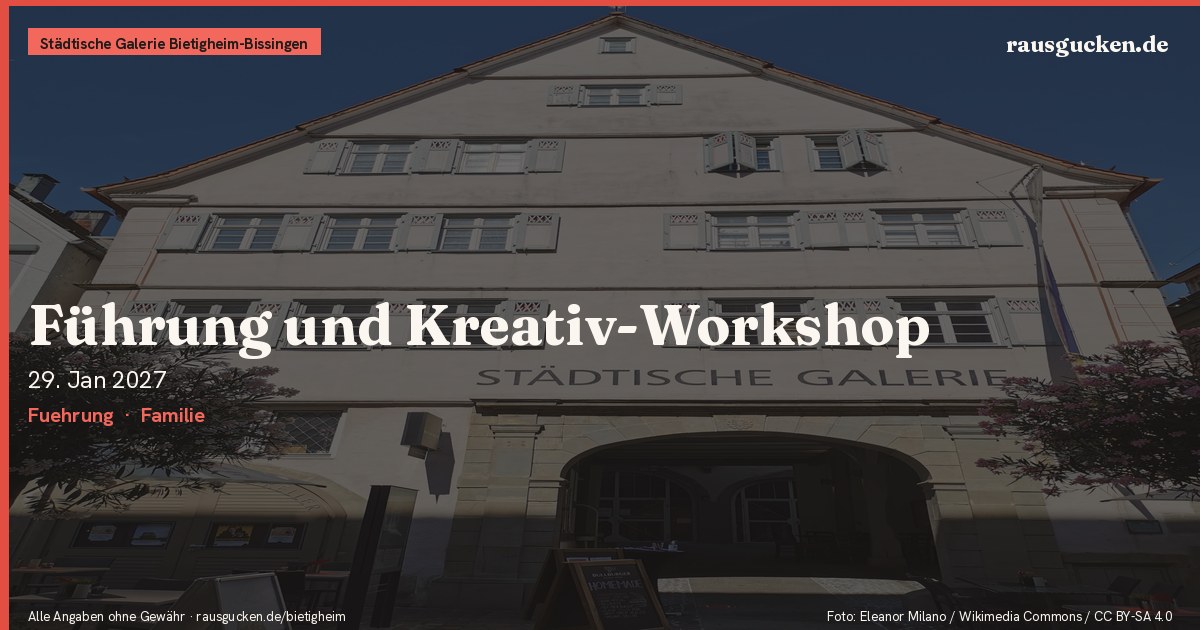 Städtische Galerie Bietigheim-Bissingen
rausgucken.de
Führung und Kreativ-Workshop
29. Jan 2027
STÄDTISCHE GALERIE
Fuehrung · Familie
HOMEMADE
Alle Angaben ohne Gewähr · rausgucken.de/bietigheim
Foto: Eleanor Milano / Wikimedia Commons / CC BY-SA 4.0